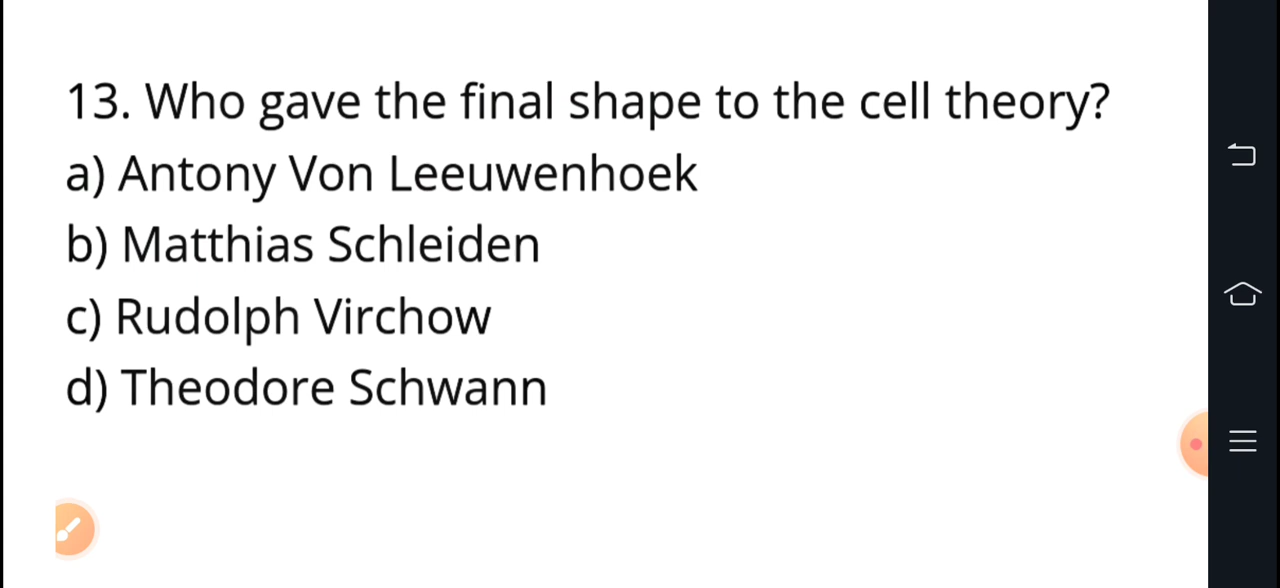 13. Who gave the final shape to the cell theory?
a) Antony Von Leeuwenhoek
b) Matthias Schleiden
c) Rudolph Virchow
d) Theodore Schwann